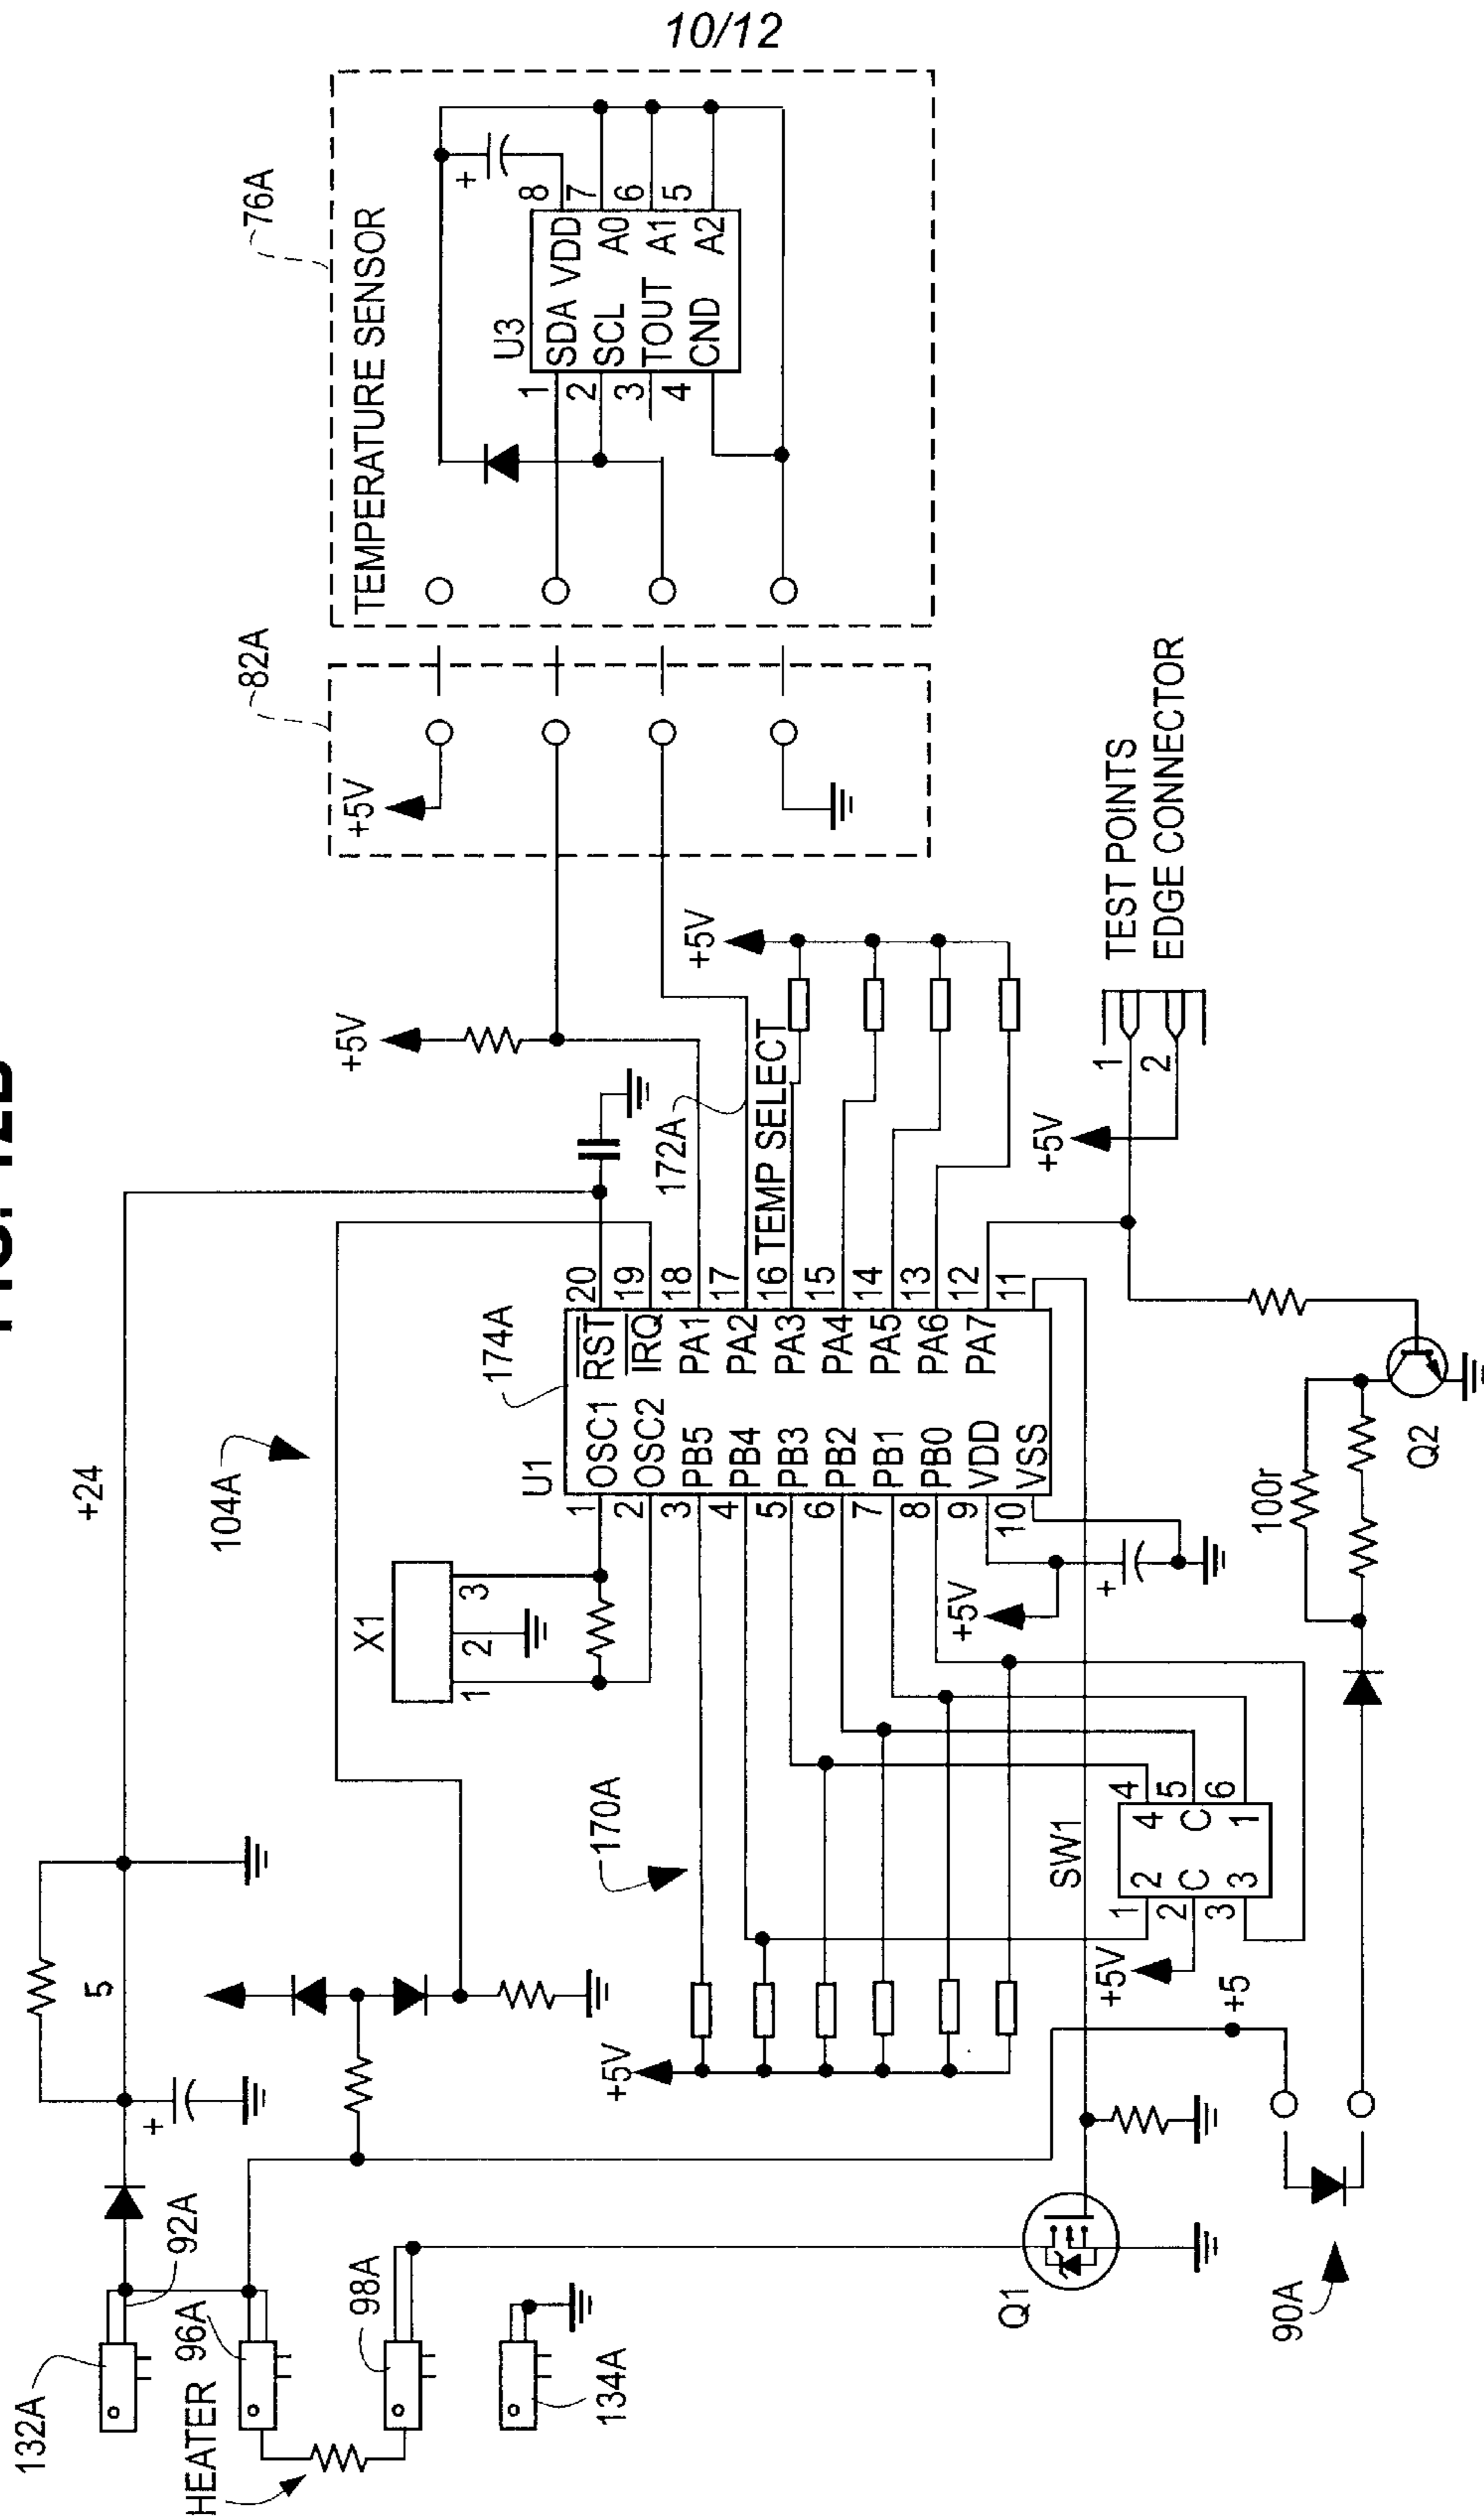 10/12
76A
TEMPERATURE SENSOR
U3
1 SDA VDD 8
2 SCL A0 7
3 TOUT A1 6
4 CND A2 5
+
82A
+5V
TEST POINTS
EDGE CONNECTOR
1
2
+5V
+5V
+5V
172A
TEMP SELECT
174A
104A
U1
1 OSC1 RST 20
2 OSC2 IRQ 19
3 PB5 PA1 18
4 PB4 PA2 17
5 PB3 PA3 16
6 PB2 PA4 15
7 PB1 PA5 14
8 PB0 PA6 13
9 VDD PA7 12
10 VSS 11
+24
X1
1 2 3
+5V
+
100r
Q2
170A
SW1
1 2 4 4
2 C C 5
3 3 1 6
+5V
+5
+5V
5
+
92A
132A
96A
HEATER
98A
134A
Q1
90A